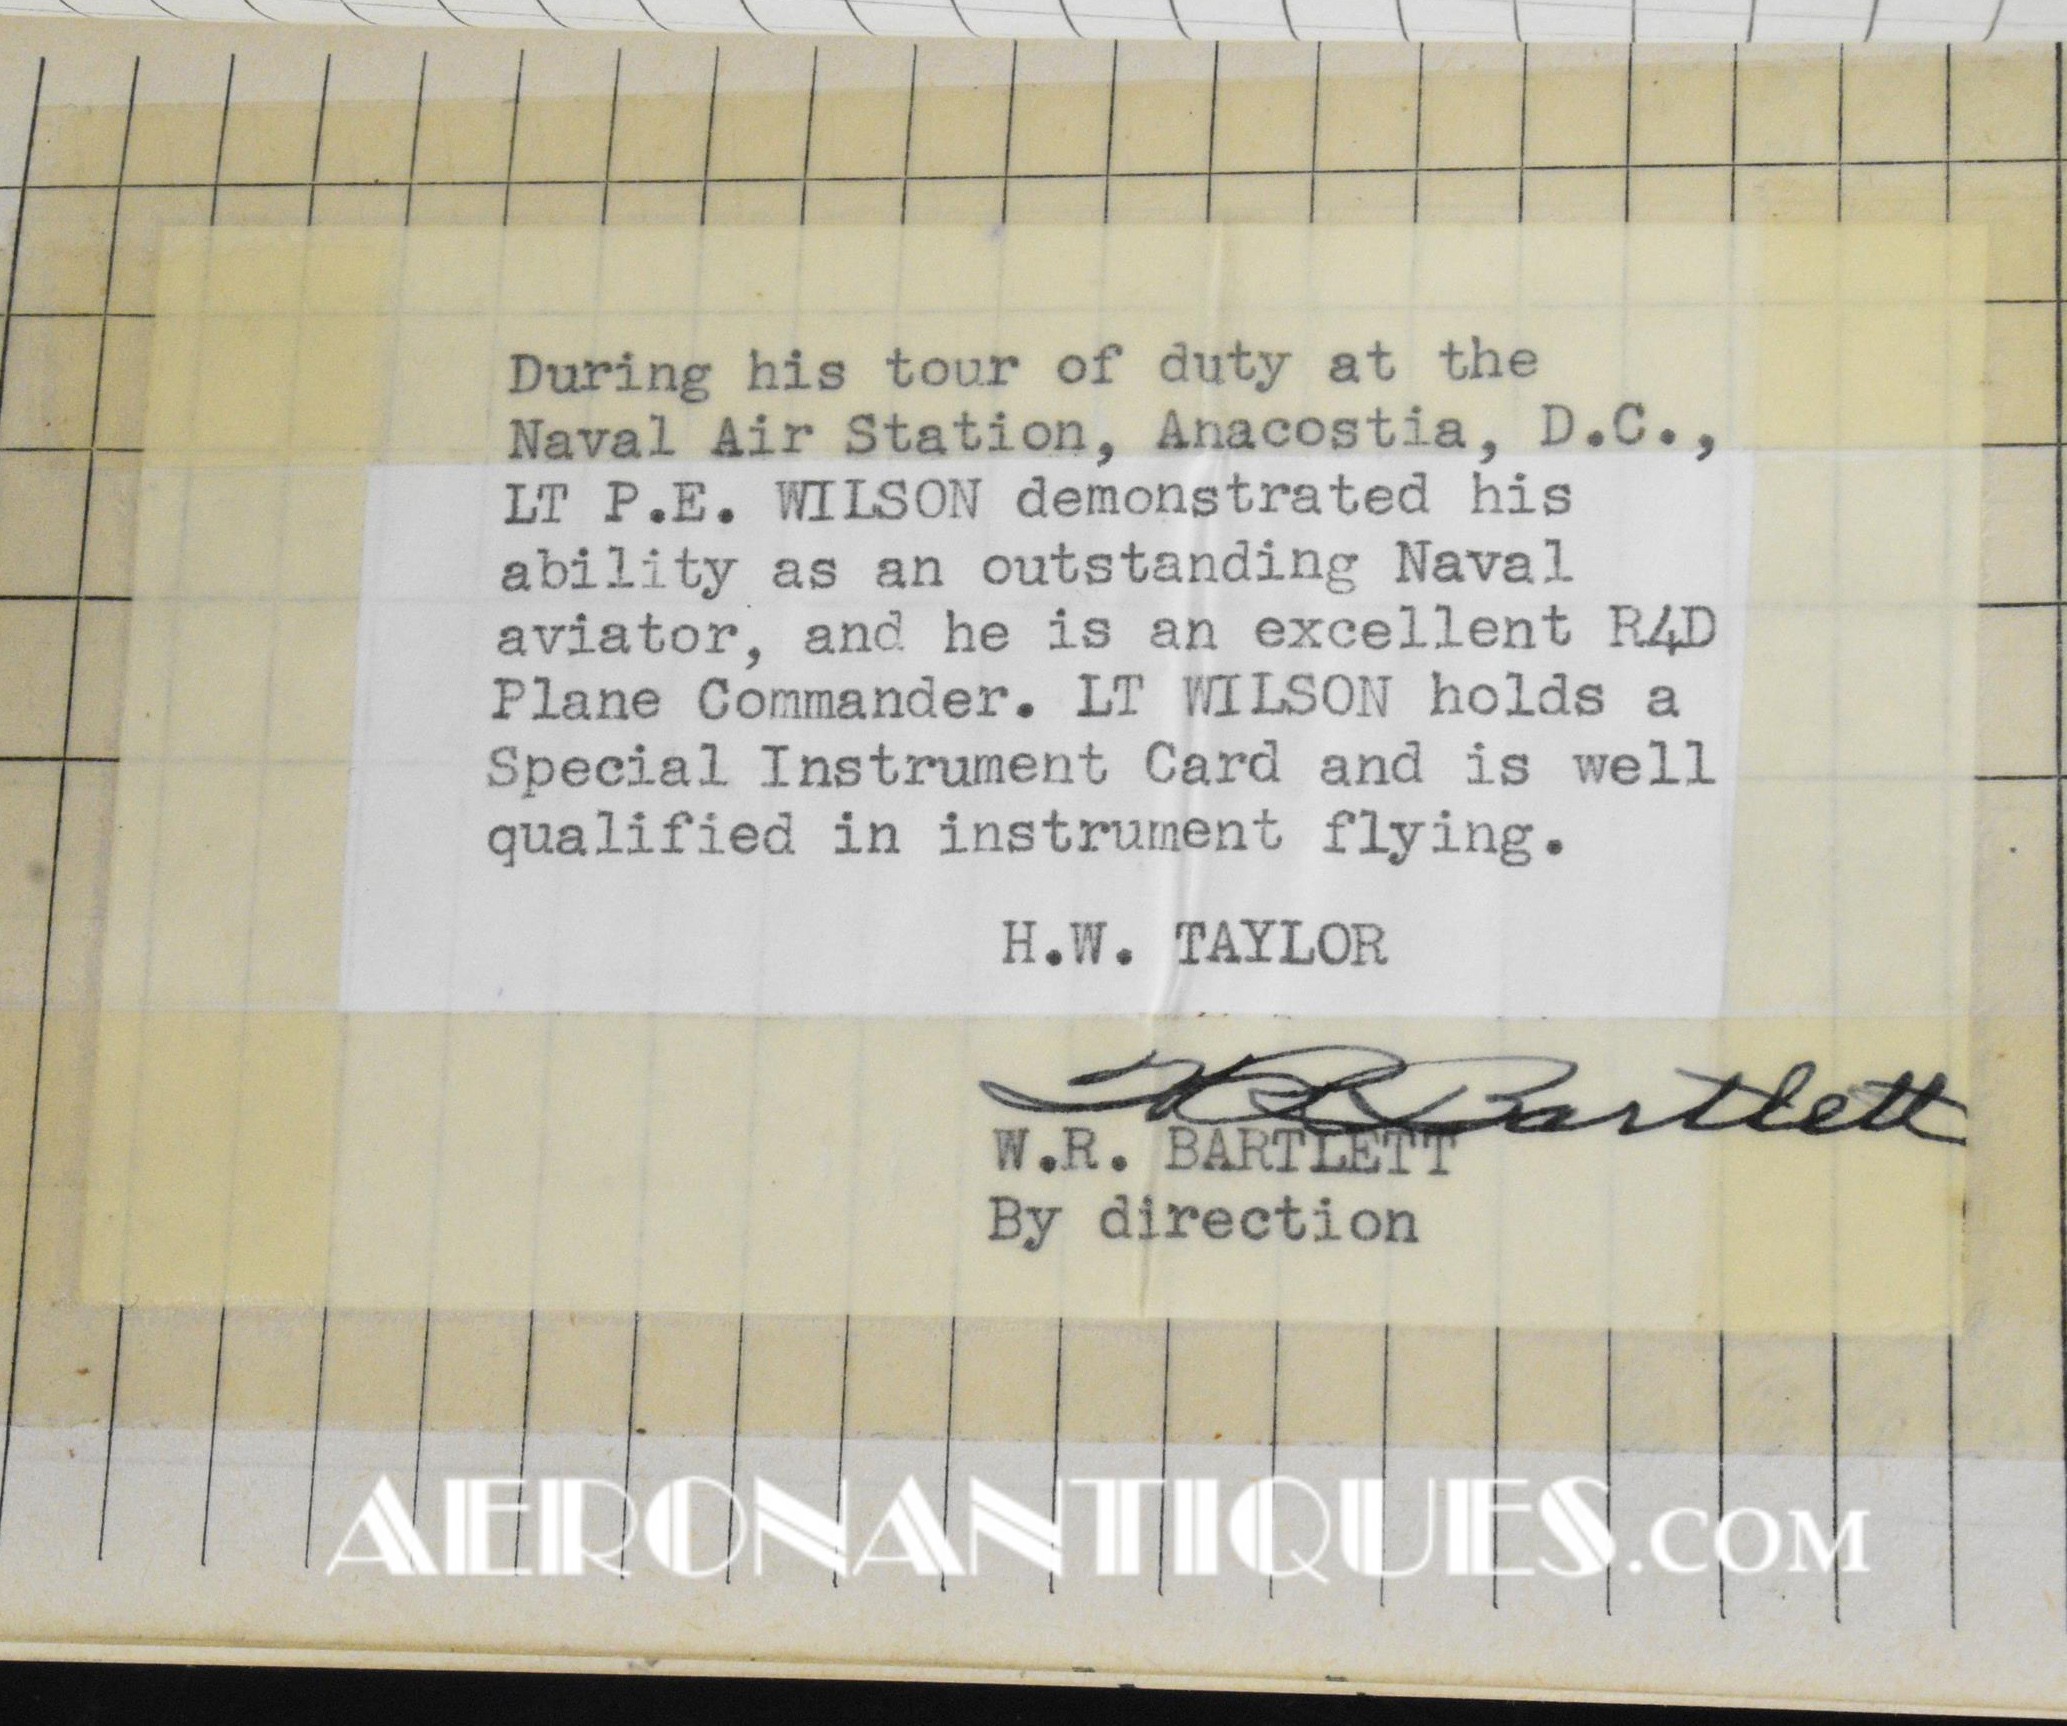 During his tour of duty at the
Naval Air Station, Anacostia, D.C.,
LT P.E. WILSON demonstrated his
ability as an outstanding Naval
aviator, and he is an excellent R4D
Plane Commander. LT WILSON holds a
Special Instrument Card and is well
qualified in instrument flying.
H.W. TAYLOR
W R Bartlett
W.R. BARTLETT
By direction
AERONANTIQUES.COM